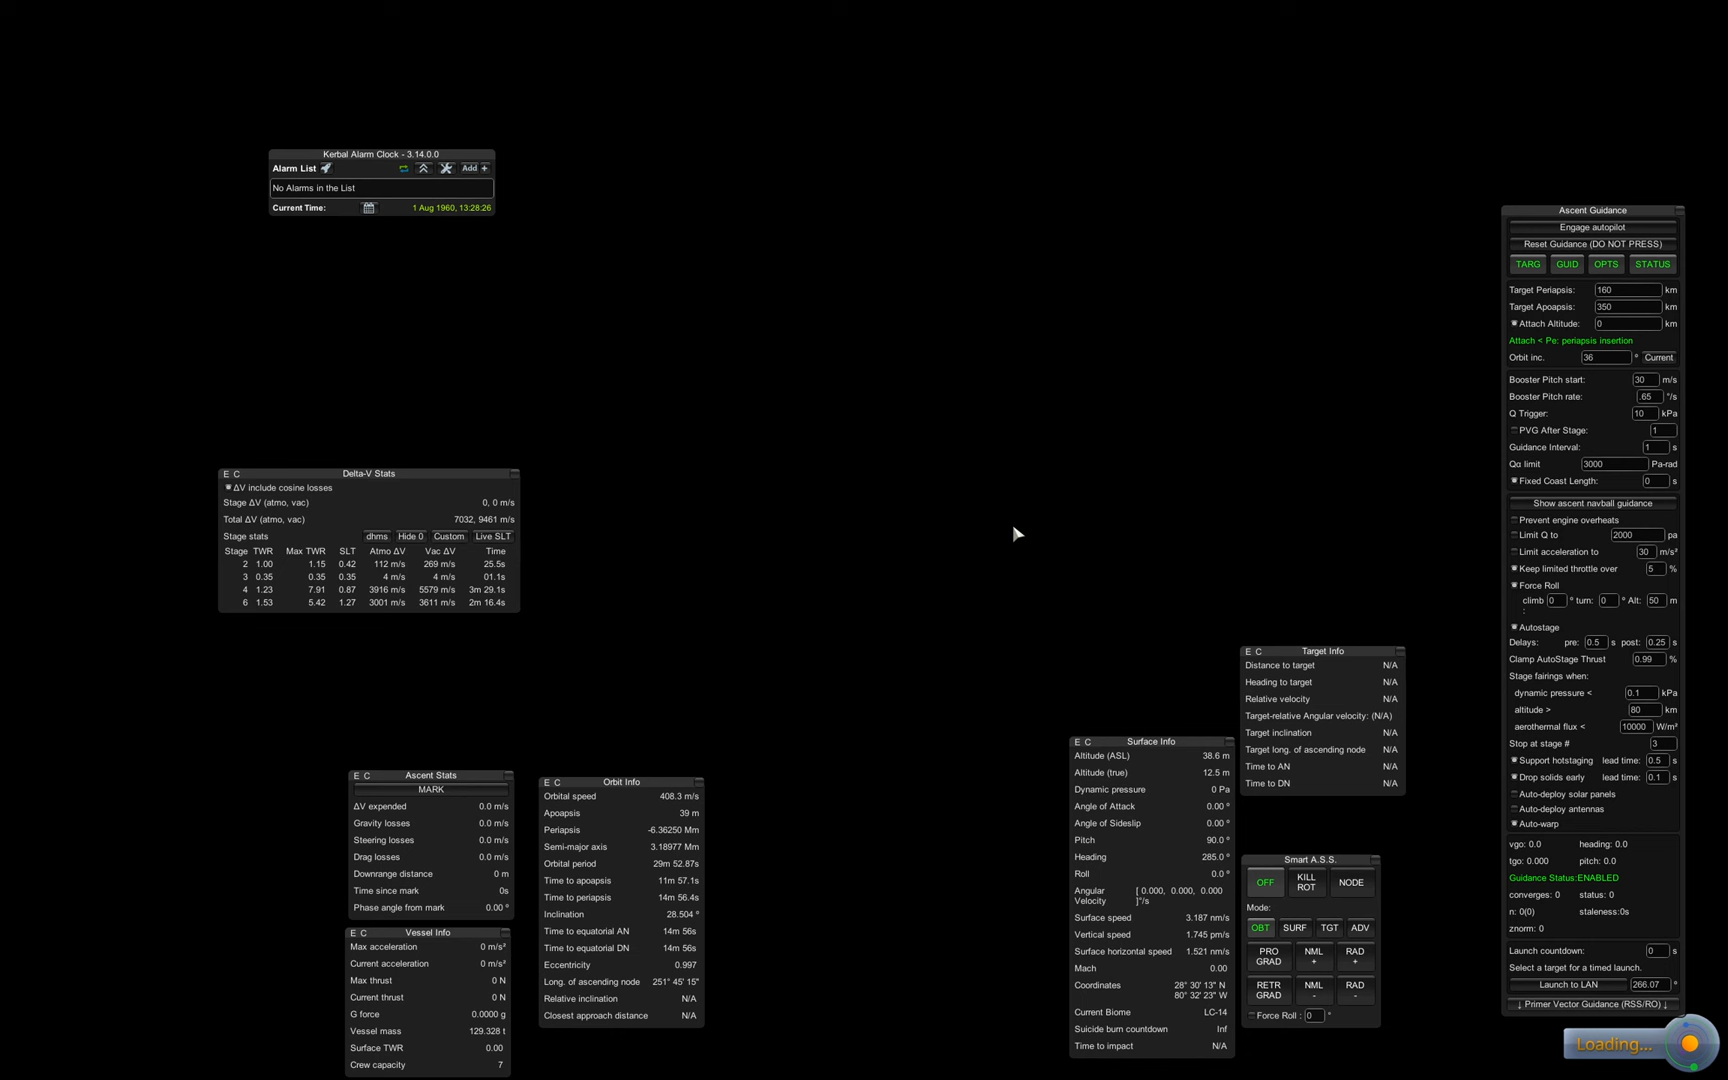 Kerbal Alarm Clock - 3.14.0.0
Alarm List Add +
No Alarms in the List
Current Time: 1 Aug 1960, 13:28:26
E C Delta-V Stats
ΔV include cosine losses
Stage ΔV (atmo, vac) 0, 0 m/s
Total ΔV (atmo, vac) 7032, 9461 m/s
Stage stats dhms Hide 0 Custom Live SLT
Stage TWR Max TWR SLT Atmo ΔV Vac ΔV Time
2 1.00 1.15 0.42 112 m/s 269 m/s 25.5s
3 0.35 0.35 0.35 4 m/s 4 m/s 01.1s
4 1.23 7.91 0.87 3916 m/s 5579 m/s 3m 29.1s
6 1.53 5.42 1.27 3001 m/s 3611 m/s 2m 16.4s
E C Ascent Stats
MARK
ΔV expended 0.0 m/s
Gravity losses 0.0 m/s
Steering losses 0.0 m/s
Drag losses 0.0 m/s
Downrange distance 0 m
Time since mark 0s
Phase angle from mark 0.00 º
E C Vessel Info
Max acceleration 0 m/s²
Current acceleration 0 m/s²
Max thrust 0 N
Current thrust 0 N
G force 0.0000 g
Vessel mass 129.328 t
Surface TWR 0.00
Crew capacity 7
E C Orbit Info
Orbital speed 408.3 m/s
Apoapsis 39 m
Periapsis -6.36250 Mm
Semi-major axis 3.18977 Mm
Orbital period 29m 52.87s
Time to apoapsis 11m 57.1s
Time to periapsis 14m 56.4s
Inclination 28.504 º
Time to equatorial AN 14m 56s
Time to equatorial DN 14m 56s
Eccentricity 0.997
Long. of ascending node 251° 45' 15"
Relative inclination N/A
Closest approach distance N/A
E C Surface Info
Altitude (ASL) 38.6 m
Altitude (true) 12.5 m
Dynamic pressure 0 Pa
Angle of Attack 0.00 º
Angle of Sideslip 0.00 º
Pitch 90.0 º
Heading 285.0 º
Roll 0.0 º
Angular [ 0.000, 0.000, 0.000
Velocity ]°/s
Surface speed 3.187 nm/s
Vertical speed 1.745 pm/s
Surface horizontal speed 1.521 nm/s
Mach 0.00
Coordinates 28° 30' 13" N
80° 32' 23" W
Current Biome LC-14
Suicide burn countdown Inf
Time to impact N/A
E C Target Info
Distance to target N/A
Heading to target N/A
Relative velocity N/A
Target-relative Angular velocity: (N/A)
Target inclination N/A
Target long. of ascending node N/A
Time to AN N/A
Time to DN N/A
Smart A.S.S.
OFF KILL ROT NODE
Mode:
OBT SURF TGT ADV
PRO GRAD NML + RAD +
RETR GRAD NML - RAD -
Force Roll : 0 °
Ascent Guidance
Engage autopilot
Reset Guidance (DO NOT PRESS)
TARG GUID OPTS STATUS
Target Periapsis: 160 km
Target Apoapsis: 350 km
Attach Altitude: 0 km
Attach < Pe: periapsis insertion
Orbit inc. 36 º Current
Booster Pitch start: 30 m/s
Booster Pitch rate: .65 °/s
Q Trigger: 10 kPa
PVG After Stage: 1
Guidance Interval: 1 s
Qα limit 3000 Pa-rad
Fixed Coast Length: 0 s
Show ascent navball guidance
Prevent engine overheats
Limit Q to 2000 pa
Limit acceleration to 30 m/s²
Keep limited throttle over 5 %
Force Roll
climb 0 º turn: 0 º Alt: 50 m
:
Autostage
Delays: pre: 0.5 s post: 0.25 s
Clamp AutoStage Thrust 0.99 %
Stage fairings when:
dynamic pressure < 0.1 kPa
altitude > 80 km
aerothermal flux < 10000 W/m²
Stop at stage # 3
Support hotstaging lead time: 0.5 s
Drop solids early lead time: 0.1 s
Auto-deploy solar panels
Auto-deploy antennas
Auto-warp
vgo: 0.0 heading: 0.0
tgo: 0.000 pitch: 0.0
Guidance Status:ENABLED
converges: 0 status: 0
n: 0(0) staleness:0s
znorm: 0
Launch countdown: 0 s
Select a target for a timed launch.
Launch to LAN 266.07 º
↓ Primer Vector Guidance (RSS/RO) ↓
Loading...